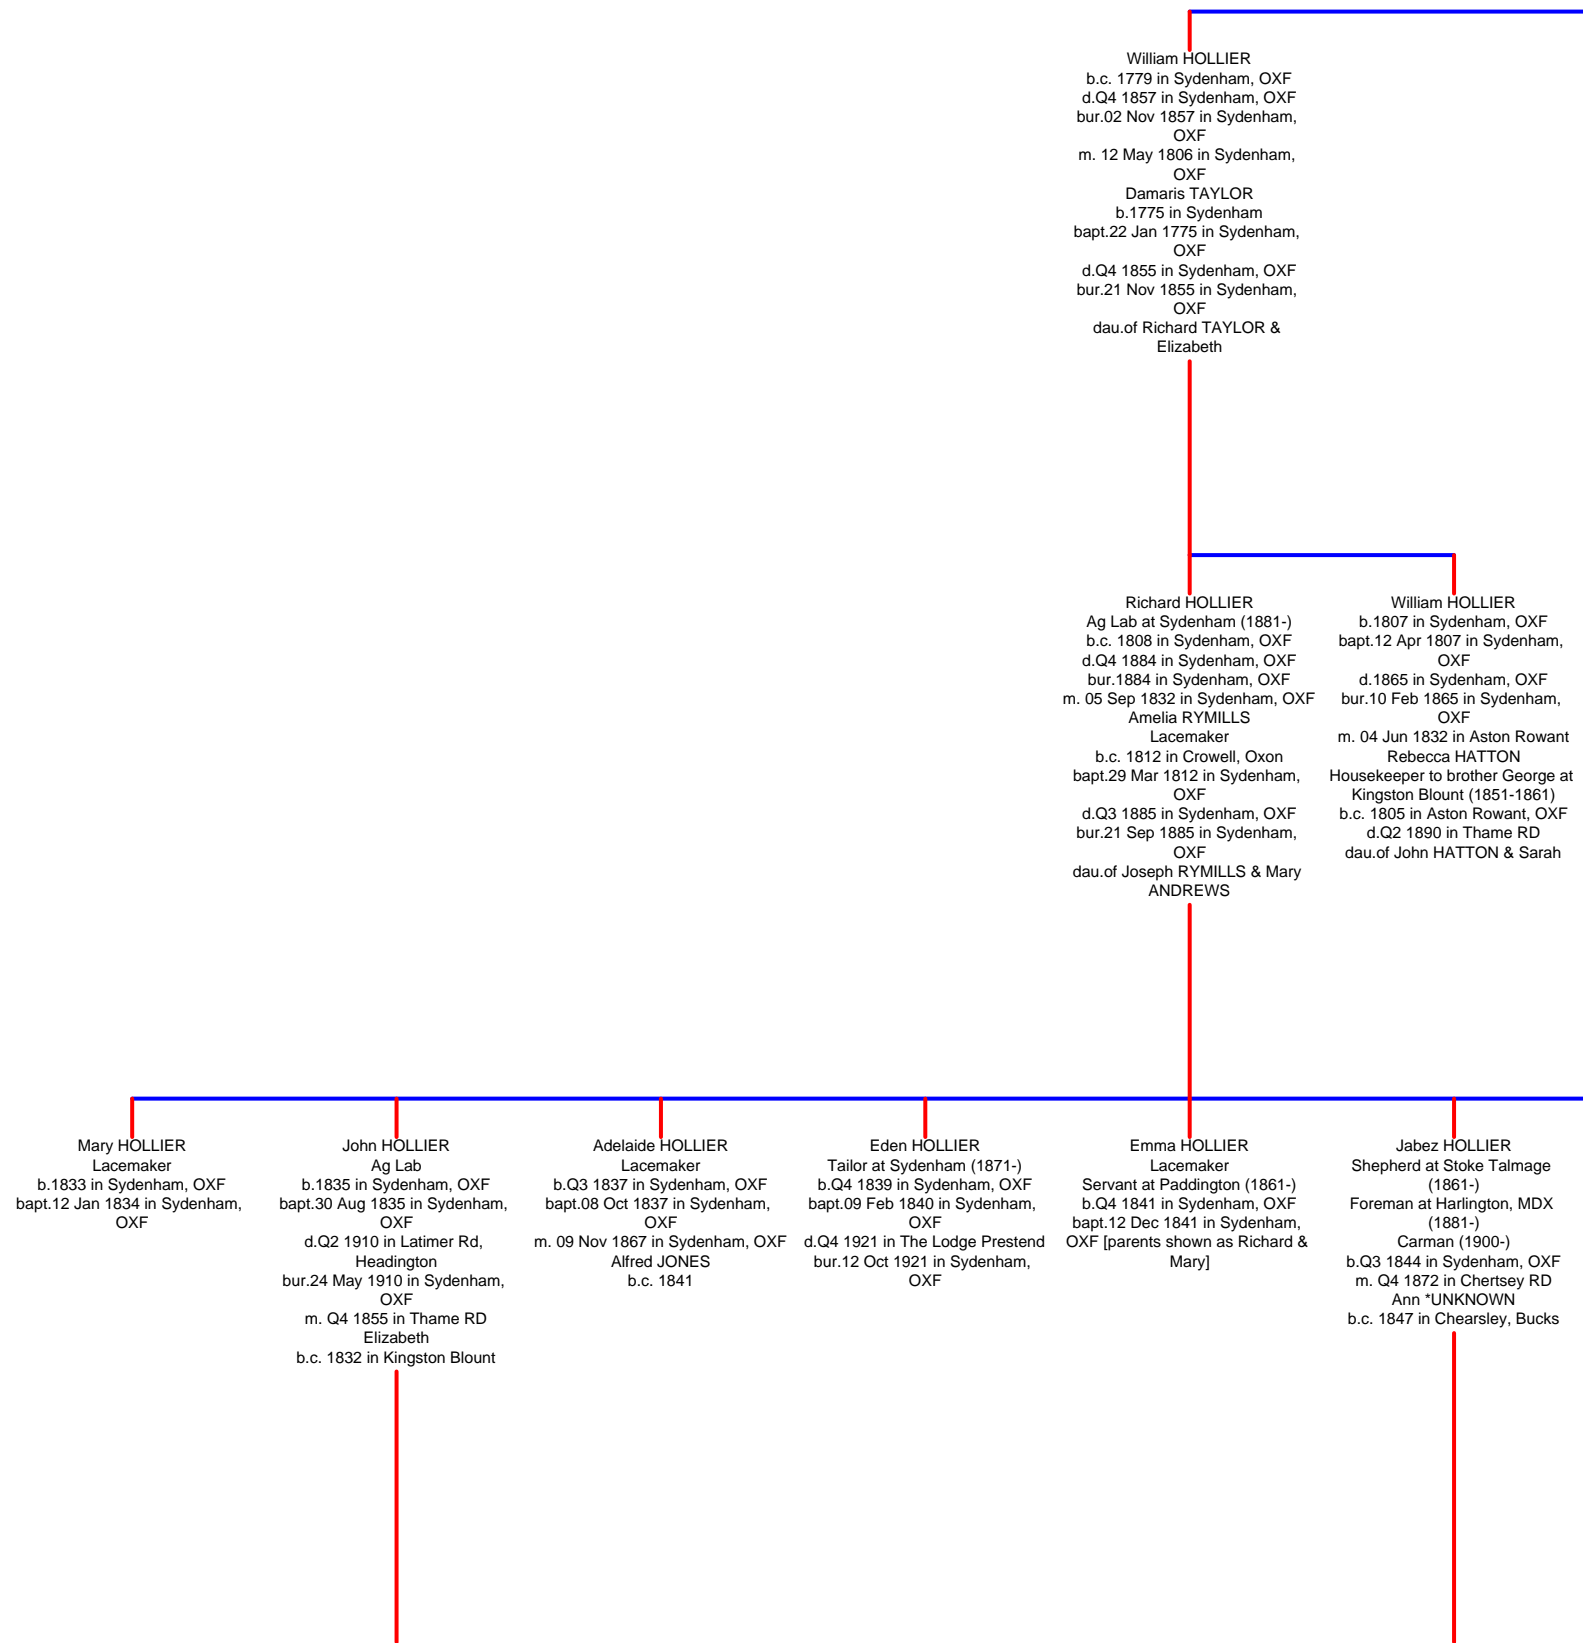 William HOLLIER
b.c. 1779 in Sydenham, OXF
d.Q4 1857 in Sydenham, OXF
bur.02 Nov 1857 in Sydenham,
OXF
m. 12 May 1806 in Sydenham,
OXF
Damaris TAYLOR
b.1775 in Sydenham
bapt.22 Jan 1775 in Sydenham,
OXF
d.Q4 1855 in Sydenham, OXF
bur.21 Nov 1855 in Sydenham,
OXF
dau.of Richard TAYLOR &
Elizabeth
Richard HOLLIER
Ag Lab at Sydenham (1881-)
b.c. 1808 in Sydenham, OXF
d.Q4 1884 in Sydenham, OXF
bur.1884 in Sydenham, OXF
m. 05 Sep 1832 in Sydenham, OXF
Amelia RYMILLS
Lacemaker
b.c. 1812 in Crowell, Oxon
bapt.29 Mar 1812 in Sydenham,
OXF
d.Q3 1885 in Sydenham, OXF
bur.21 Sep 1885 in Sydenham,
OXF
dau.of Joseph RYMILLS & Mary
ANDREWS
William HOLLIER
b.1807 in Sydenham, OXF
bapt.12 Apr 1807 in Sydenham,
OXF
d.1865 in Sydenham, OXF
bur.10 Feb 1865 in Sydenham,
OXF
m. 04 Jun 1832 in Aston Rowant
Rebecca HATTON
Housekeeper to brother George at
Kingston Blount (1851-1861)
b.c. 1805 in Aston Rowant, OXF
d.Q2 1890 in Thame RD
dau.of John HATTON & Sarah
Mary HOLLIER
Lacemaker
b.1833 in Sydenham, OXF
bapt.12 Jan 1834 in Sydenham,
OXF
John HOLLIER
Ag Lab
b.1835 in Sydenham, OXF
bapt.30 Aug 1835 in Sydenham,
OXF
d.Q2 1910 in Latimer Rd,
Headington
bur.24 May 1910 in Sydenham,
OXF
m. Q4 1855 in Thame RD
Elizabeth
b.c. 1832 in Kingston Blount
Adelaide HOLLIER
Lacemaker
b.Q3 1837 in Sydenham, OXF
bapt.08 Oct 1837 in Sydenham,
OXF
m. 09 Nov 1867 in Sydenham, OXF
Alfred JONES
b.c. 1841
Eden HOLLIER
Tailor at Sydenham (1871-)
b.Q4 1839 in Sydenham, OXF
bapt.09 Feb 1840 in Sydenham,
OXF
d.Q4 1921 in The Lodge Prestend
bur.12 Oct 1921 in Sydenham,
OXF
Emma HOLLIER
Lacemaker
Servant at Paddington (1861-)
b.Q4 1841 in Sydenham, OXF
bapt.12 Dec 1841 in Sydenham,
OXF [parents shown as Richard &
Mary]
Jabez HOLLIER
Shepherd at Stoke Talmage
(1861-)
Foreman at Harlington, MDX
(1881-)
Carman (1900-)
b.Q3 1844 in Sydenham, OXF
m. Q4 1872 in Chertsey RD
Ann *UNKNOWN
b.c. 1847 in Chearsley, Bucks